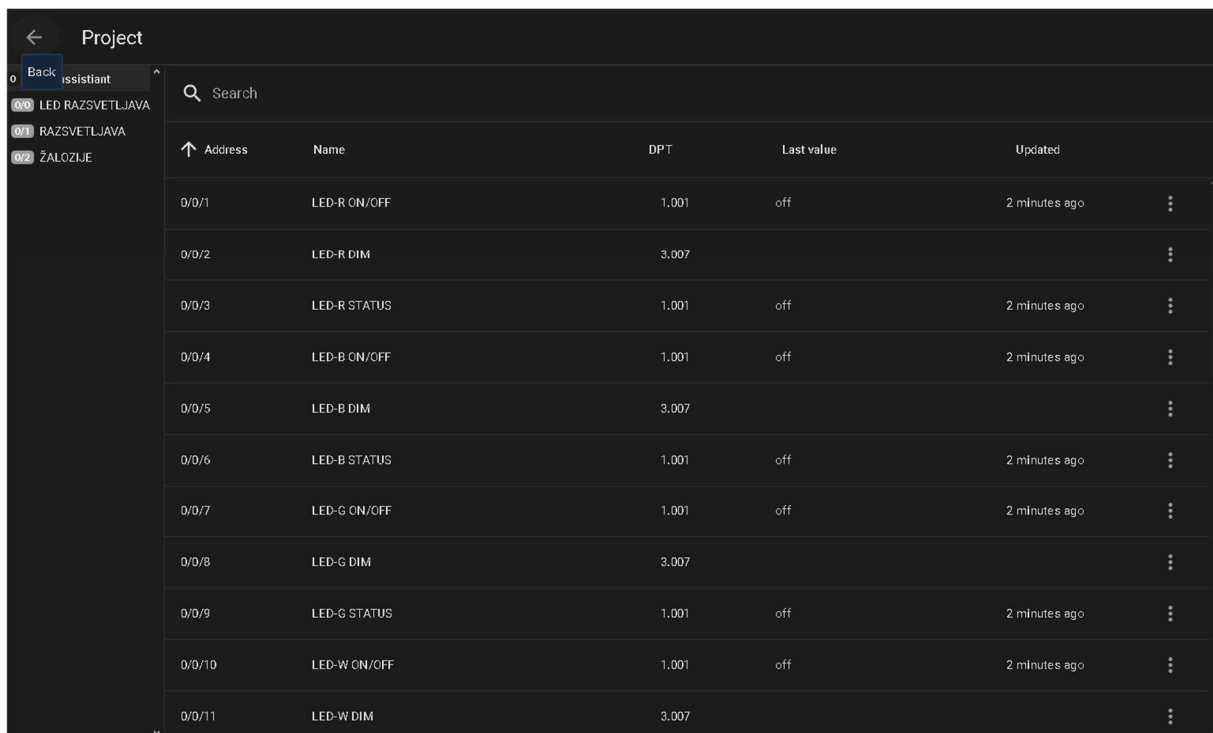 Project
Back
0 ssistiant
0/0 LED RAZSVETLJAVA
0/1 RAZSVETLJAVA
0/2 ŽALOZIJE
Search
Address Name DPT Last value Updated
0/0/1 LED-R ON/OFF 1.001 off 2 minutes ago
0/0/2 LED-R DIM 3.007
0/0/3 LED-R STATUS 1.001 off 2 minutes ago
0/0/4 LED-B ON/OFF 1.001 off 2 minutes ago
0/0/5 LED-B DIM 3.007
0/0/6 LED-B STATUS 1.001 off 2 minutes ago
0/0/7 LED-G ON/OFF 1.001 off 2 minutes ago
0/0/8 LED-G DIM 3.007
0/0/9 LED-G STATUS 1.001 off 2 minutes ago
0/0/10 LED-W ON/OFF 1.001 off 2 minutes ago
0/0/11 LED-W DIM 3.007